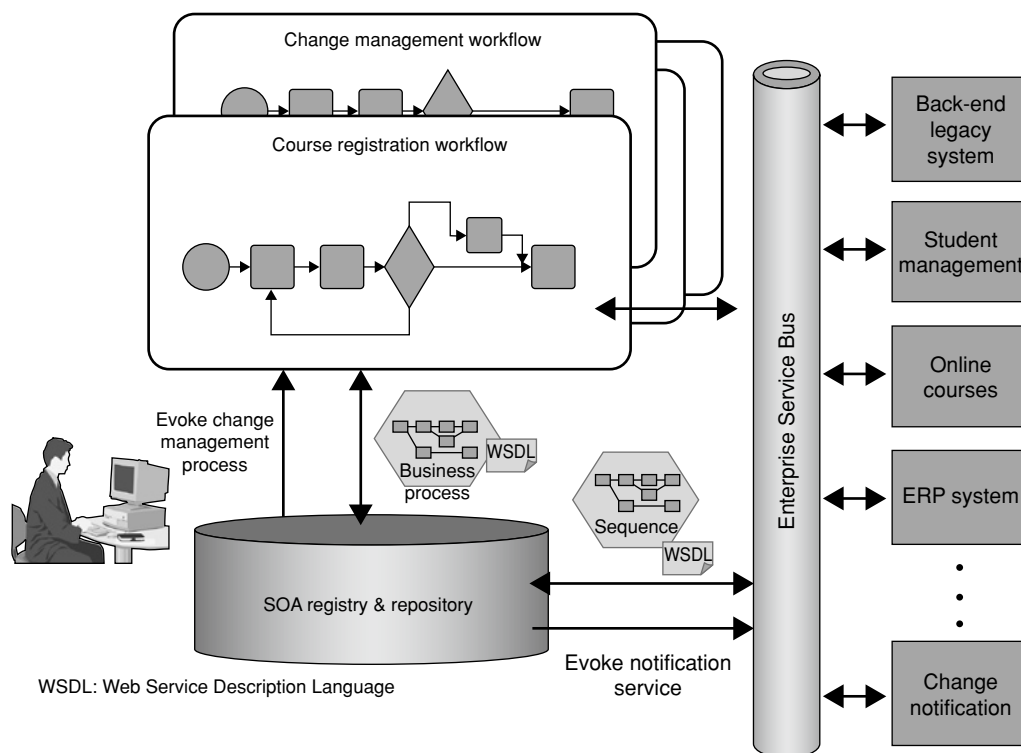 Change management workflow
Course registration workflow
Evoke change
management
process
Business
process
WSDL
Sequence
WSDL
SOA registry & repository
Evoke notification
service
WSDL: Web Service Description Language
Enterprise Service Bus
Back-end
legacy
system
Student
management
Online
courses
ERP system
Change
notification